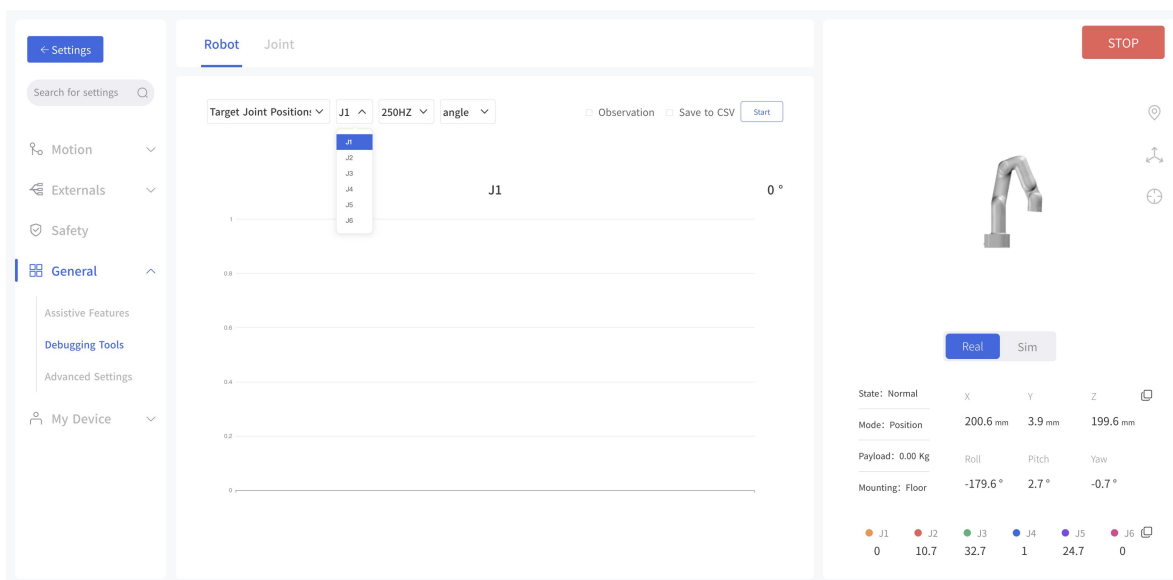 ← Settings
Search for settings
Motion
Externals
Safety
General
Assistive Features
Debugging Tools
Advanced Settings
My Device
Robot Joint
Target Joint Positions J1 250HZ angle Observation Save to CSV Start
J1
J2
J3
J4
J5
J6
J1 0 °
1
0.8
0.6
0.4
0.2
0
STOP
Real Sim
State: Normal
Mode: Position
Payload: 0.00 Kg
Mounting: Floor
X Y Z
200.6 mm 3.9 mm 199.6 mm
Roll Pitch Yaw
-179.6 ° 2.7 ° -0.7 °
J1 J2 J3 J4 J5 J6
0 10.7 32.7 1 24.7 0